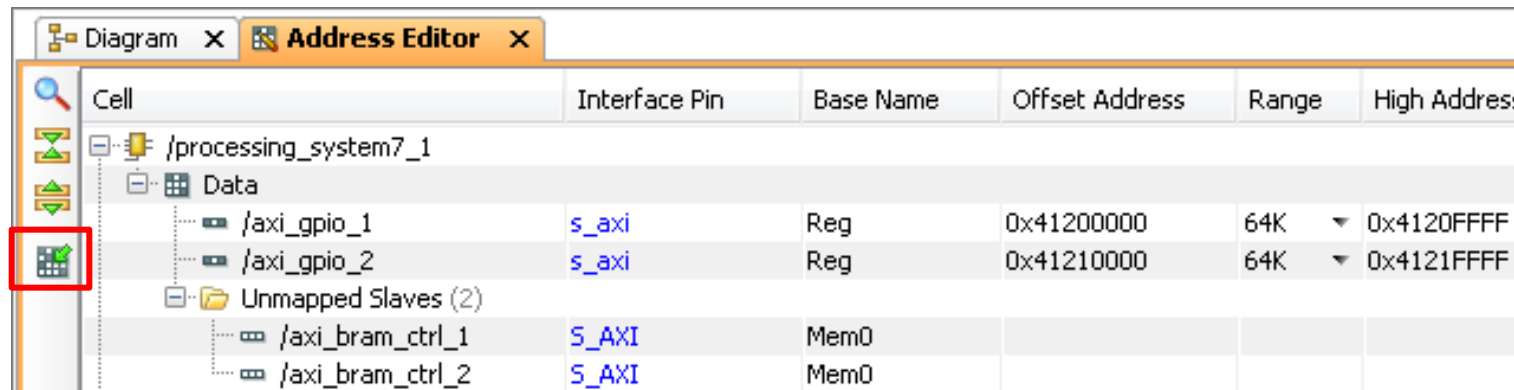 Diagram Address Editor
Cell Interface Pin Base Name Offset Address Range High Address
/processing_system7_1
Data
/axi_gpio_1 s_axi Reg 0x41200000 64K 0x4120FFFF
/axi_gpio_2 s_axi Reg 0x41210000 64K 0x4121FFFF
Unmapped Slaves (2)
/axi_bram_ctrl_1 S_AXI Mem0
/axi_bram_ctrl_2 S_AXI Mem0